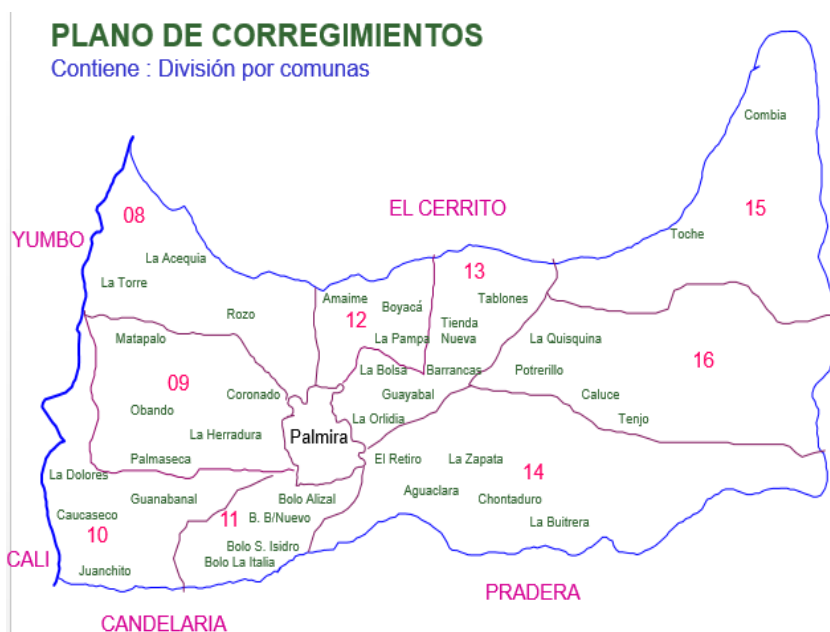 PLANO DE CORREGIMIENTOS
Contiene : División por comunas
Combia
08
EL CERRITO
15
YUMBO
Toche
La Acequia
13
La Torre
Amaime
Boyacá
Tablones
Rozo
12
Tienda
Nueva
Matapalo
La Pampa
La Quisquina
16
La Bolsa
Barrancas
Potrerillo
09
Coronado
Guayabal
Caluce
Obando
La Orlidia
Tenjo
La Herradura
Palmira
Palmaseca
El Retiro
La Zapata
14
La Dolores
Aguaclara
Chontaduro
Guanabanal
Bolo Alizal
Caucaseco
11
B. B/Nuevo
La Buitrera
10
Bolo S. Isidro
CALI
Bolo La Italia
Juanchito
PRADERA
CANDELARIA